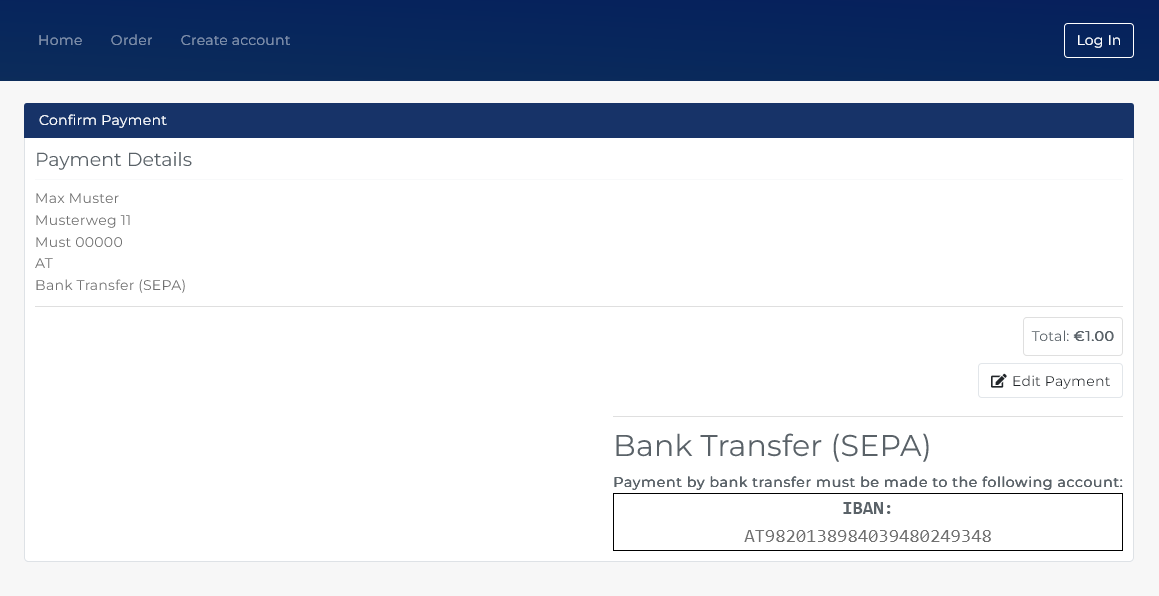 Home Order Create account Log In
Confirm Payment
Payment Details
Max Muster
Musterweg 11
Must 00000
AT
Bank Transfer (SEPA)
Total: €1.00
Edit Payment
Bank Transfer (SEPA)
Payment by bank transfer must be made to the following account:
IBAN:
AT9820138984039480249348